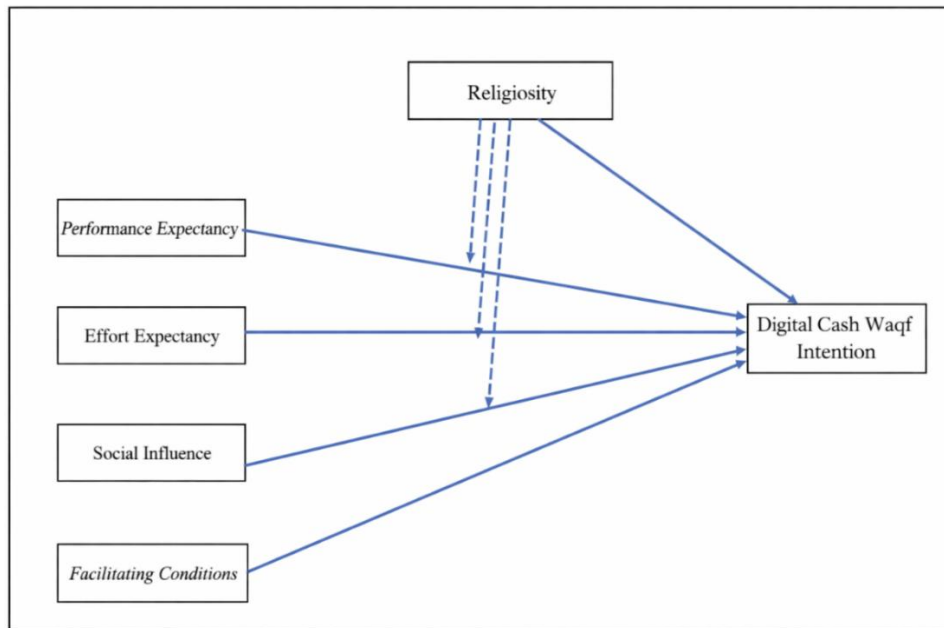 Religiosity
Performance Expectancy
Effort Expectancy
Digital Cash Waqf
Intention
Social Influence
Facilitating Conditions